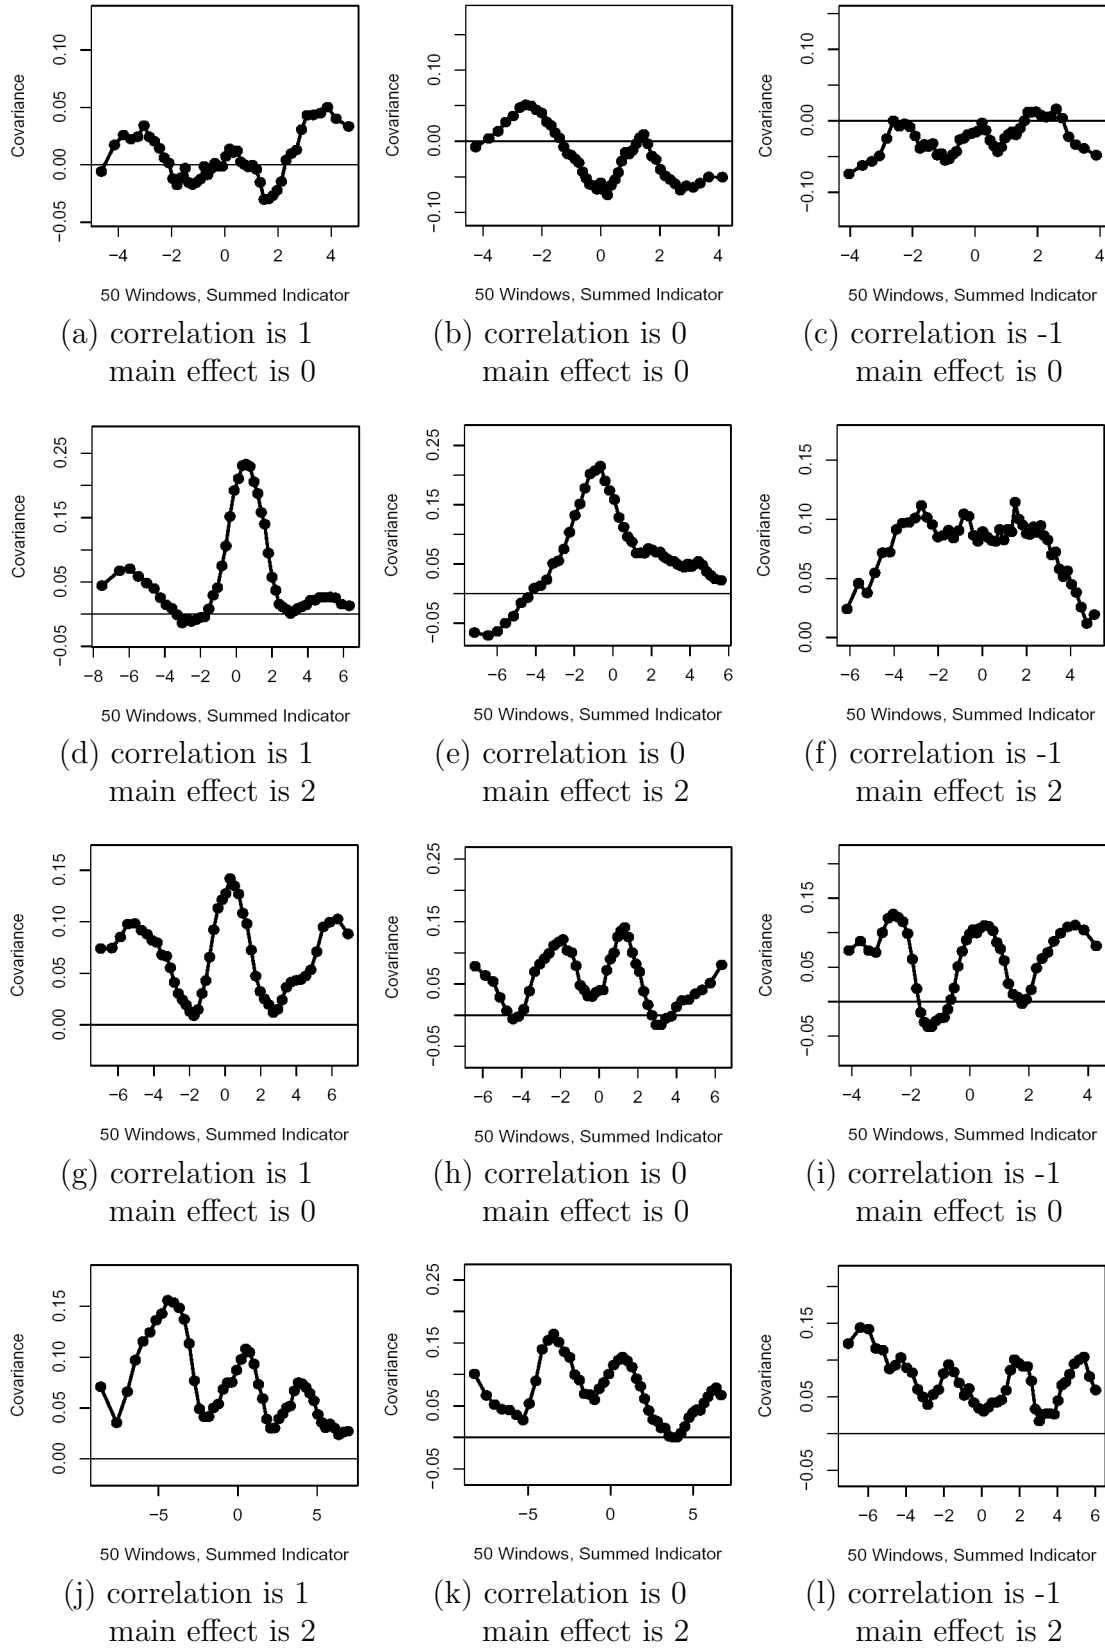 Covariance
−0.05 0.00 0.05 0.10
−4 −2 0 2 4
50 Windows, Summed Indicator
(a) correlation is 1
main effect is 0
Covariance
−0.10 0.00 0.10
−4 −2 0 2 4
50 Windows, Summed Indicator
(b) correlation is 0
main effect is 0
Covariance
−0.10 0.00 0.10
−4 −2 0 2 4
50 Windows, Summed Indicator
(c) correlation is -1
main effect is 0
Covariance
−0.05 0.05 0.15 0.25
−8 −6 −4 −2 0 2 4 6
50 Windows, Summed Indicator
(d) correlation is 1
main effect is 2
Covariance
−0.05 0.05 0.15 0.25
−6 −4 −2 0 2 4 6
50 Windows, Summed Indicator
(e) correlation is 0
main effect is 2
Covariance
0.00 0.05 0.10 0.15
−6 −4 −2 0 2 4
50 Windows, Summed Indicator
(f) correlation is -1
main effect is 2
Covariance
0.00 0.05 0.10 0.15
−6 −4 −2 0 2 4 6
50 Windows, Summed Indicator
(g) correlation is 1
main effect is 0
Covariance
−0.05 0.05 0.15 0.25
−6 −4 −2 0 2 4 6
50 Windows, Summed Indicator
(h) correlation is 0
main effect is 0
Covariance
−0.05 0.05 0.15
−4 −2 0 2 4
50 Windows, Summed Indicator
(i) correlation is -1
main effect is 0
Covariance
0.00 0.05 0.10 0.15
−5 0 5
50 Windows, Summed Indicator
(j) correlation is 1
main effect is 2
Covariance
−0.05 0.05 0.15 0.25
−5 0 5
50 Windows, Summed Indicator
(k) correlation is 0
main effect is 2
Covariance
−0.05 0.05 0.15
−6 −4 −2 0 2 4 6
50 Windows, Summed Indicator
(l) correlation is -1
main effect is 2